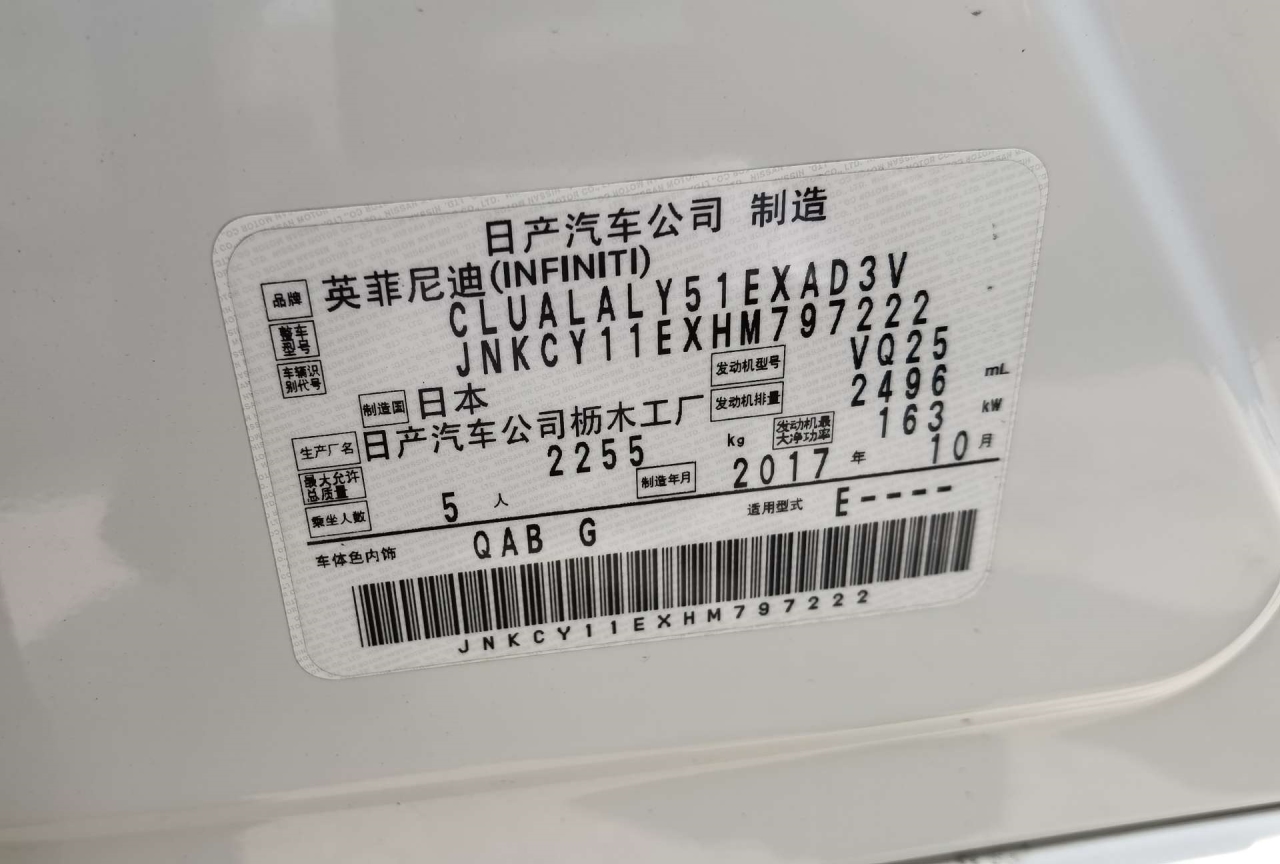 日产汽车公司 制造
品牌 英菲尼迪(INFINITI)
整车型号 CLUALALY51EXAD3V
车辆识别代号 JNKCY11EXHM797222
制造国 日本 发动机型号 VQ25
生产厂名 日产汽车公司枥木工厂 发动机排量 2496 mL
最大允许总质量 2255 kg 发动机最大净功率 163 kW
乘坐人数 5 人 制造年月 2017 年 10 月
车体色内饰 QAB G 适用型式 E----
JNKCY11EXHM797222